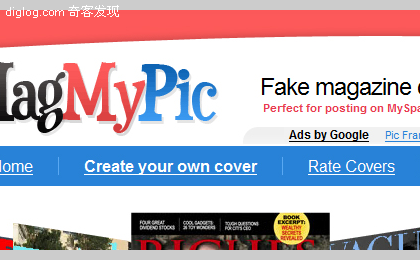 diglog.com 奇客发现
MagMyPic
Fake magazine
Perfect for posting on MySpa
Ads by Google Pic Fra
Home Create your own cover Rate Covers
FOUR GREAT DIVIDEND STOCKS
COOL GADGETS: 26 TOY WONDERS
TOUGH QUESTIONS FOR CITI'S CEO
BOOK EXCERPT: WEALTHY SECRETS REVEALED